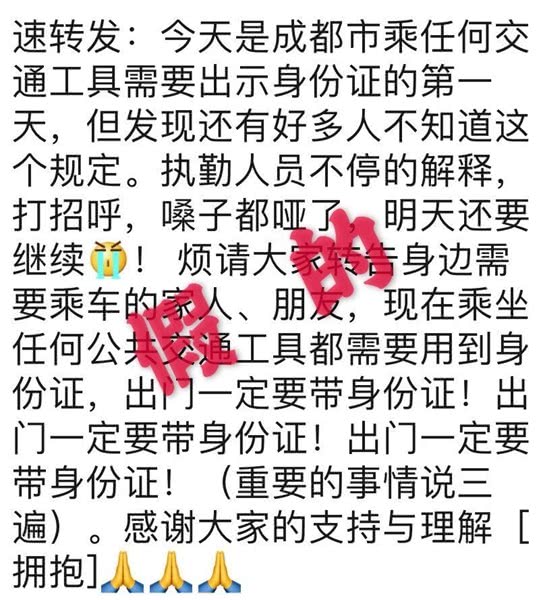 速转发：今天是成都市乘任何交
通工具需要出示身份证的第一
天，但发现还有好多人不知道这
个规定。执勤人员不停的解释，
打招呼，嗓子都哑了，明天还要
继续😭！ 烦请大家转告身边需
要乘车的家人、朋友，现在乘坐
任何公共交通工具都需要用到身
份证，出门一定要带身份证！出
门一定要带身份证！出门一定要
带身份证！（重要的事情说三
遍）。感谢大家的支持与理解［
拥抱]🙏🙏🙏
假的